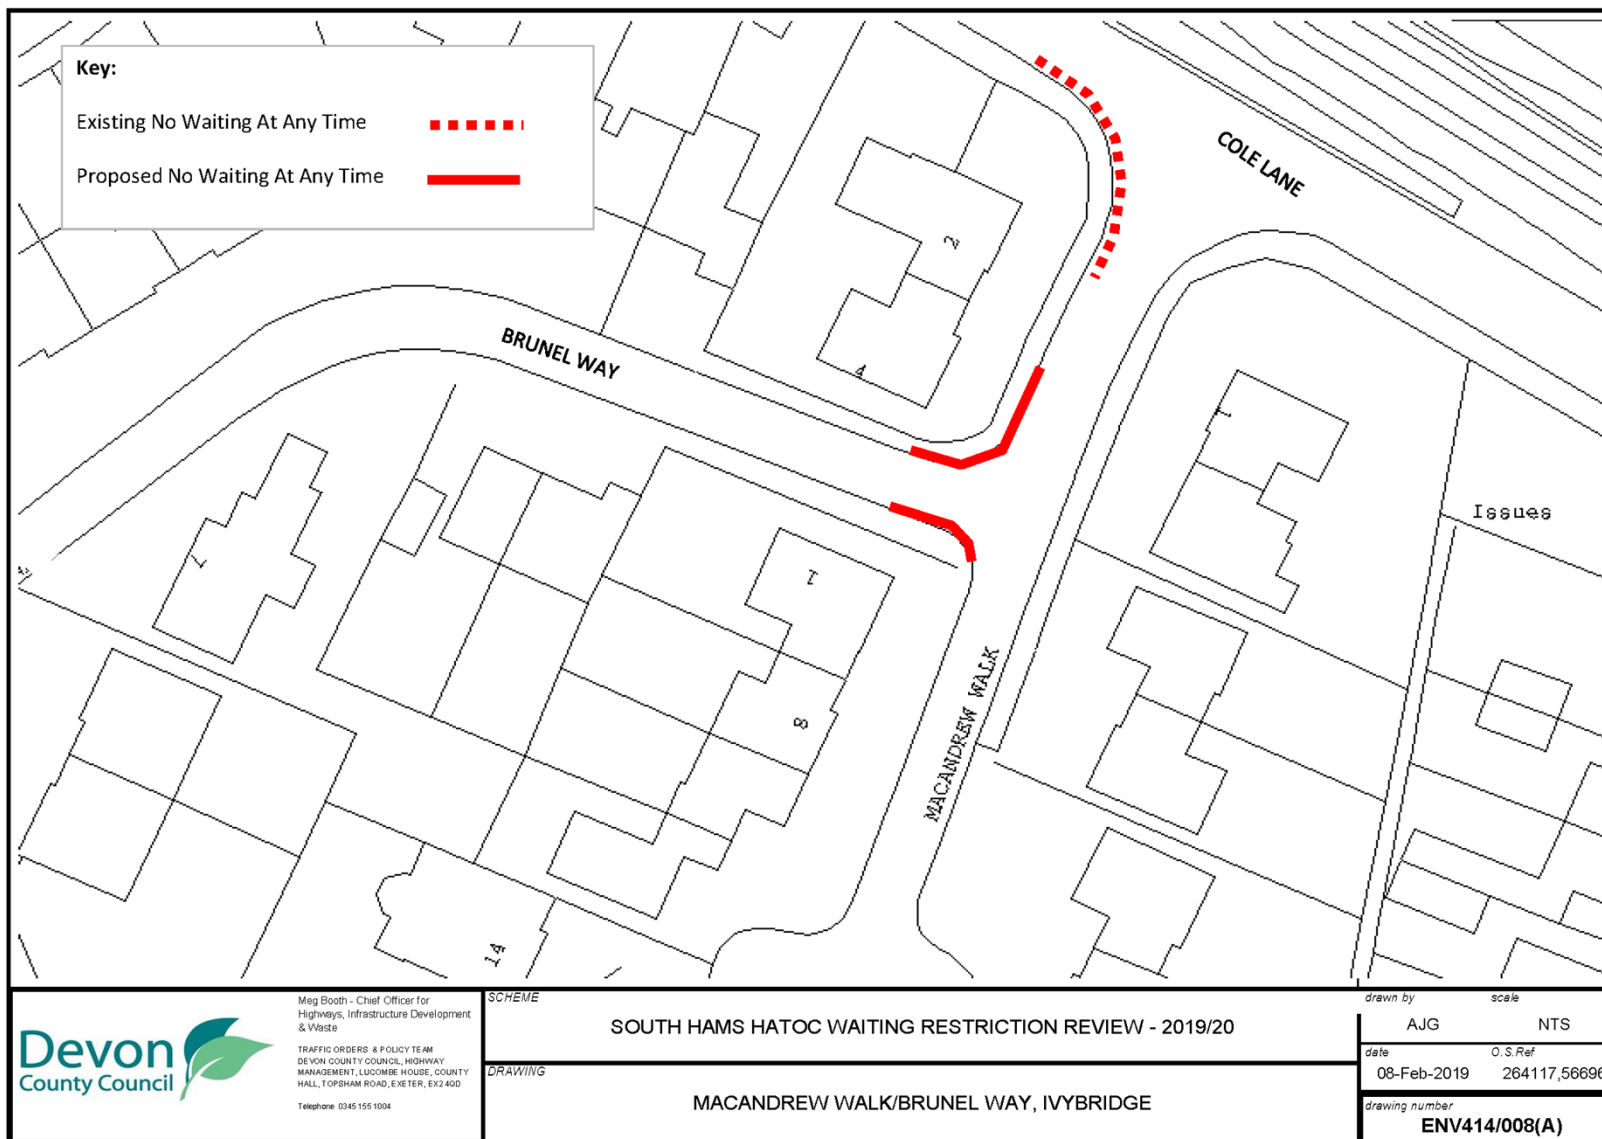 Key:
Existing No Waiting At Any Time
Proposed No Waiting At Any Time
COLE LANE
BRUNEL WAY
2
4
1
Issues
7
1
8
MACANDREW WALK
14
Devon
County Council
Meg Booth - Chief Officer for
Highways, Infrastructure Development
& Waste
TRAFFIC ORDERS & POLICY TEAM
DEVON COUNTY COUNCIL, HIGHWAY
MANAGEMENT, LUCOMBE HOUSE, COUNTY
HALL, TOPSHAM ROAD, EXETER, EX2 4QD
Telephone 0345 155 1004
SCHEME
SOUTH HAMS HATOC WAITING RESTRICTION REVIEW - 2019/20
DRAWING
MACANDREW WALK/BRUNEL WAY, IVYBRIDGE
drawn by
scale
AJG
NTS
date
O.S.Ref
08-Feb-2019
264117,56696
drawing number
ENV414/008(A)